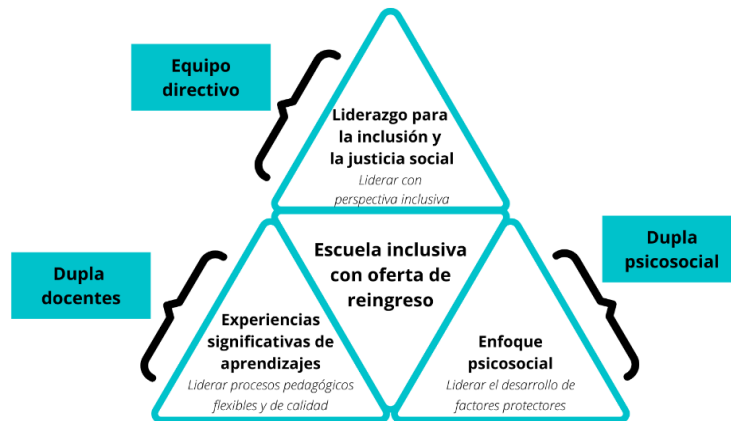 Equipo
directivo
Liderazgo para
la inclusión y
la justicia social
Liderar con
perspectiva inclusiva
Dupla
docentes
Escuela inclusiva
con oferta de
reingreso
Dupla
psicosocial
Experiencias
significativas de
aprendizajes
Liderar procesos pedagógicos
flexibles y de calidad
Enfoque
psicosocial
Liderar el desarrollo de
factores protectores